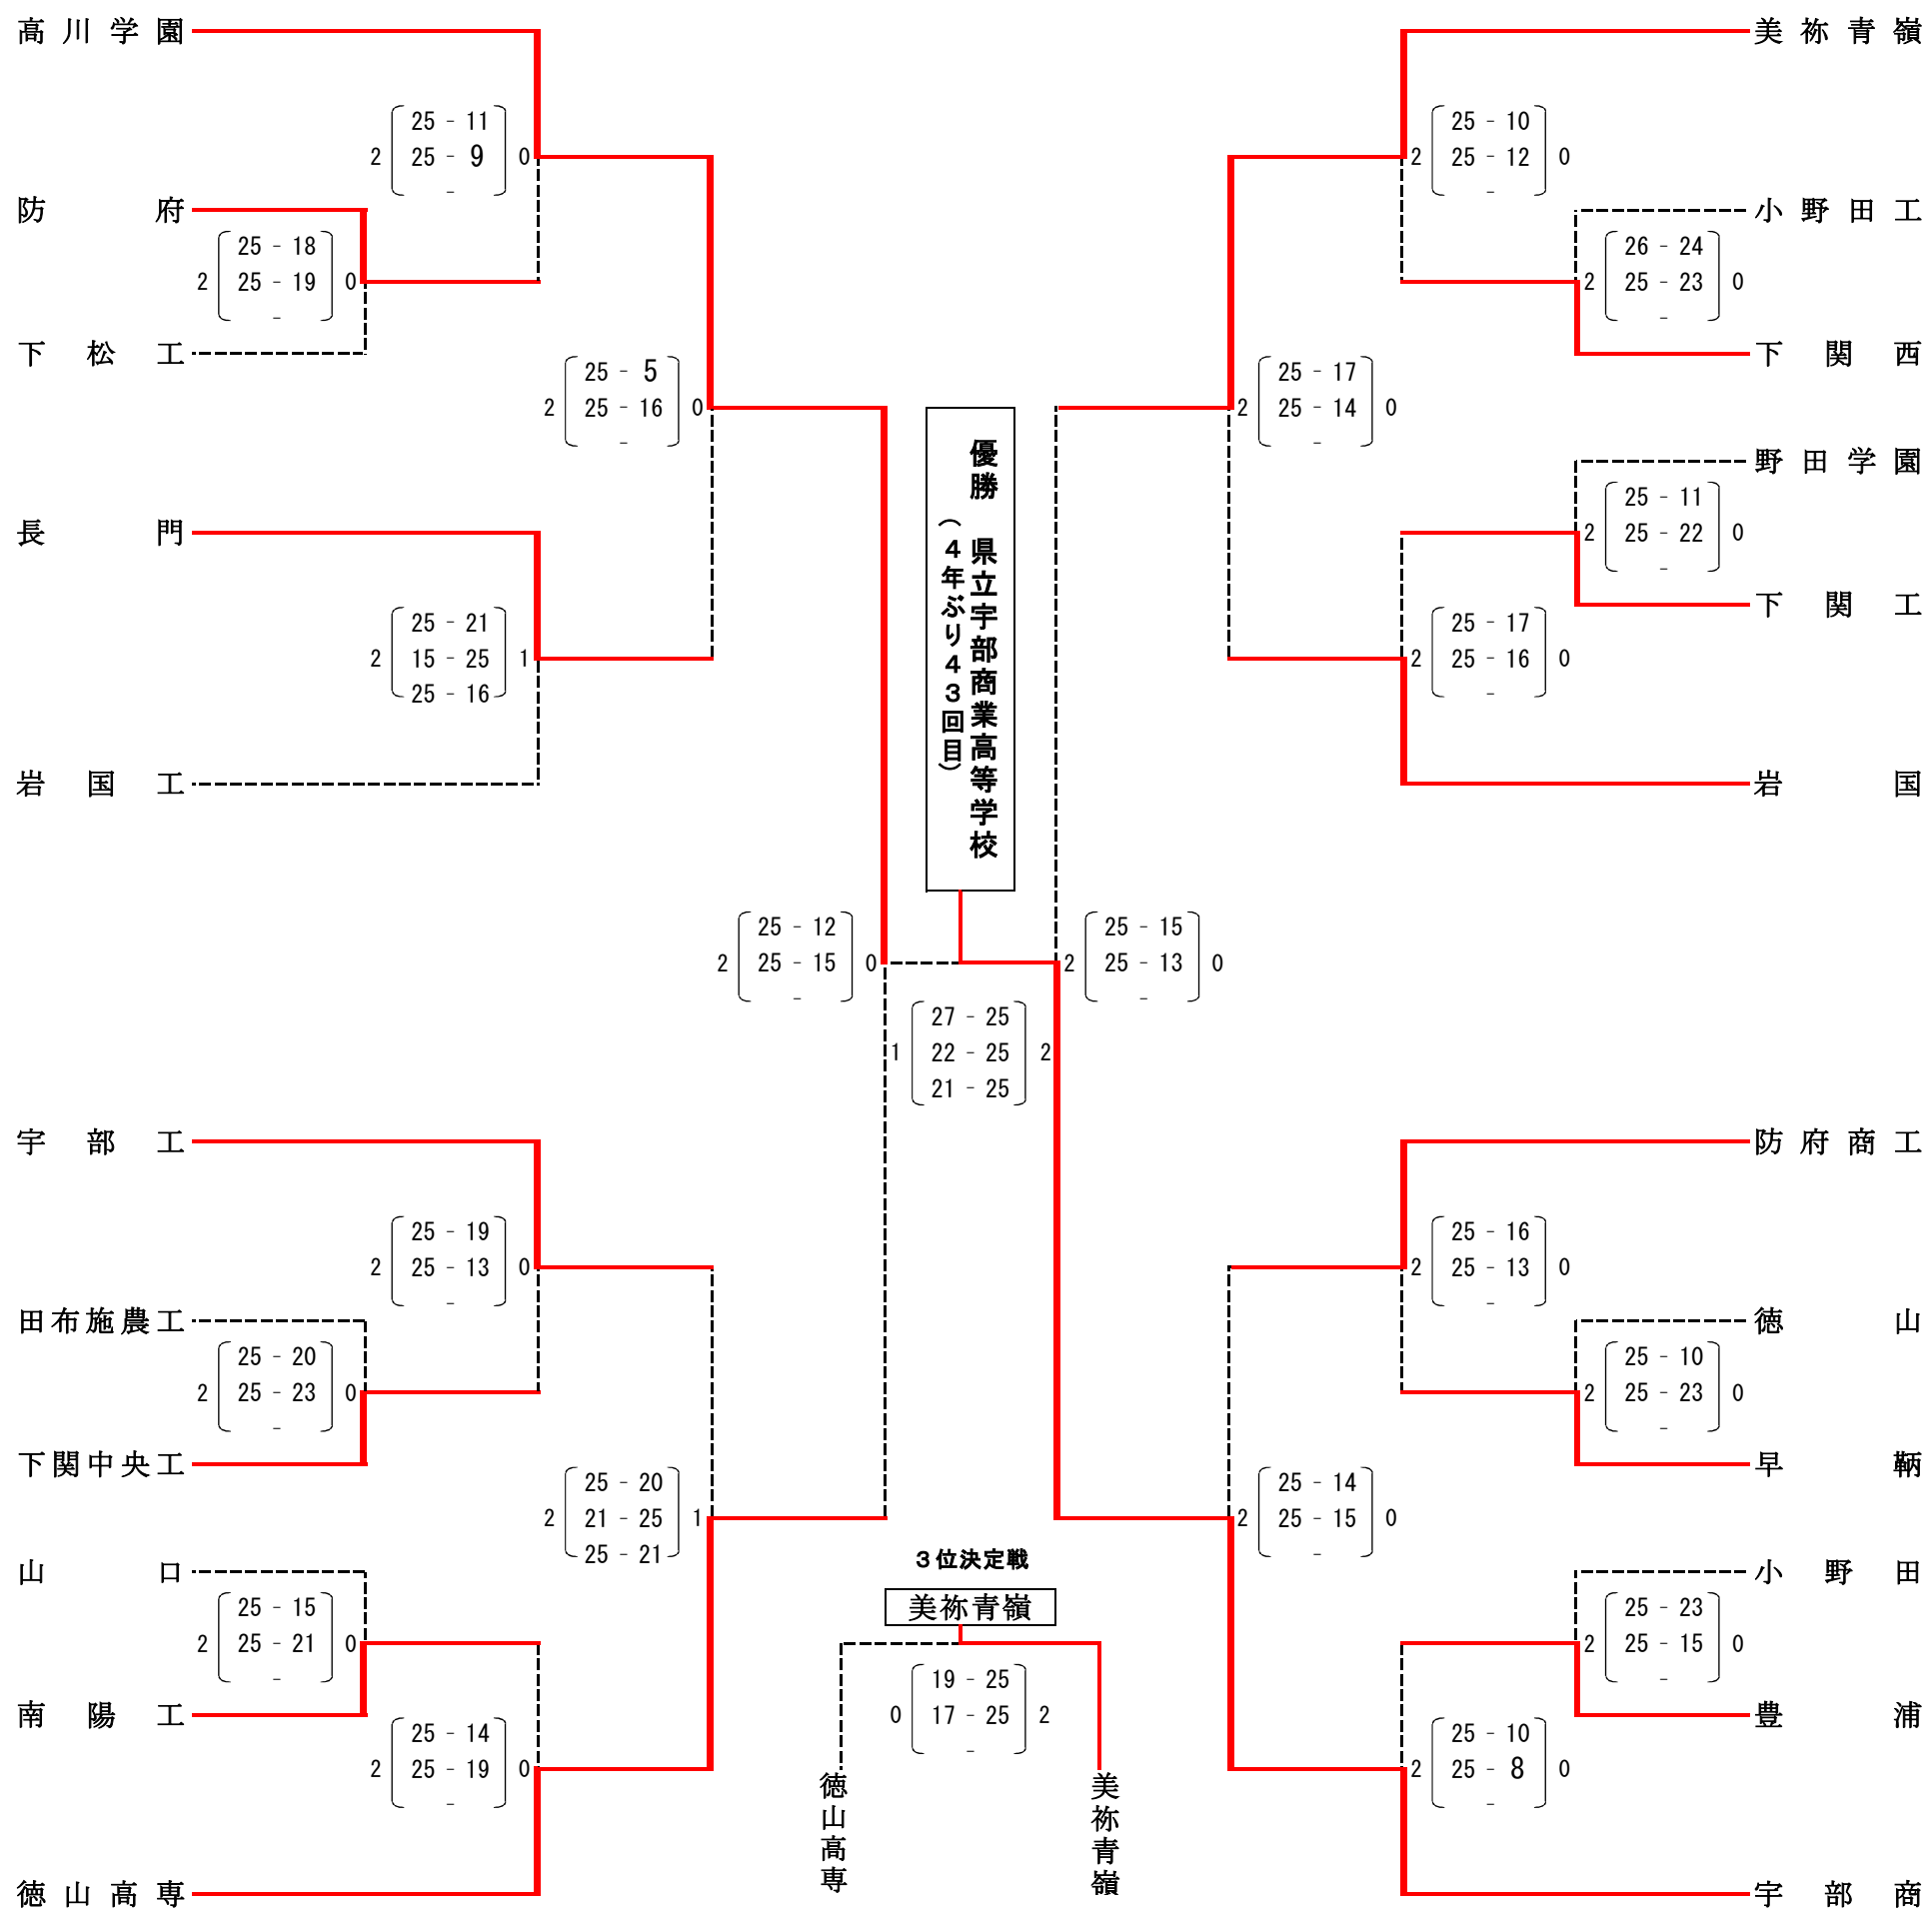 高川学園
25 - 11
2 25 - 9 0
-
防府
25 - 18
2 25 - 19 0
-
下松工
25 - 5
2 25 - 16 0
-
長門
25 - 21
2 15 - 25 1
25 - 16
岩国工
25 - 12
2 25 - 15 0
-
宇部工
25 - 19
2 25 - 13 0
-
田布施農工
25 - 20
2 25 - 23 0
-
下関中央工
25 - 20
2 21 - 25 1
25 - 21
山口
25 - 15
2 25 - 21 0
-
南陽工
25 - 14
2 25 - 19 0
-
徳山高専
優勝 県立宇部商業高等学校
（４年ぶり４３回目）
27 - 25
1 22 - 25 2
21 - 25
３位決定戦
美祢青嶺
19 - 25
0 17 - 25 2
-
徳山高専
美祢青嶺
美祢青嶺
25 - 10
2 25 - 12 0
-
小野田工
26 - 24
2 25 - 23 0
-
下関西
25 - 17
2 25 - 14 0
-
野田学園
25 - 11
2 25 - 22 0
-
下関工
25 - 17
2 25 - 16 0
-
岩国
25 - 15
2 25 - 13 0
-
防府商工
25 - 16
2 25 - 13 0
-
徳山
25 - 10
2 25 - 23 0
-
早鞆
25 - 14
2 25 - 15 0
-
小野田
25 - 23
2 25 - 15 0
-
豊浦
25 - 10
2 25 - 8 0
-
宇部商